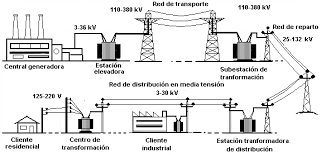 Red de transporte
110-380 kV
110-380 kV
Red de reparto
3-36 kV
25-132 kV
Central generadora
Estación
elevadora
Subestación de
tranformación
Red de distribución en media tensión
3-30 kV
125-220 V
Cliente
residencial
Centro de
transformación
Cliente
industrial
Estación tranformadora
de distribución